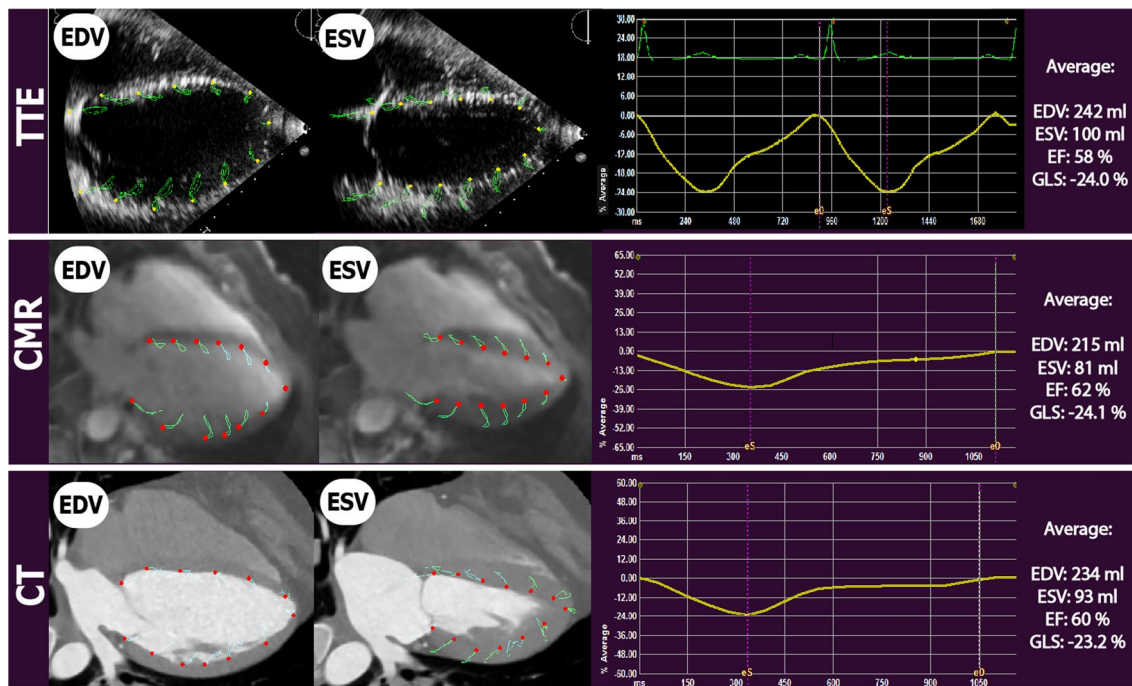 TTE
EDV
ESV
30.00
24.00
18.00
12.00
6.00
0.00
-6.00
-12.00
-18.00
-24.00
-30.00
% Average
ms
240
480
720
960
1200
1440
1680
eD
eS
Average:
EDV: 242 ml
ESV: 100 ml
EF: 58 %
GLS: -24.0 %
CMR
EDV
ESV
65.00
52.00
39.00
26.00
13.00
0.00
-13.00
-26.00
-39.00
-52.00
-65.00
% Average
ms
150
300
450
600
750
900
1050
eS
eD
Average:
EDV: 215 ml
ESV: 81 ml
EF: 62 %
GLS: -24.1 %
CT
EDV
ESV
60.00
48.00
36.00
24.00
12.00
0.00
-12.00
-24.00
-36.00
-48.00
-60.00
% Average
ms
150
300
450
600
750
900
1050
eS
eD
Average:
EDV: 234 ml
ESV: 93 ml
EF: 60 %
GLS: -23.2 %